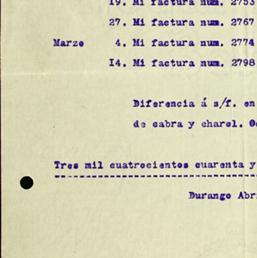 19. Mi factura num. 2753
27. Mi factura num. 2767
Marzo 4. Mi factura num. 2774
14. Mi factura num. 2798
Diferencia á s/f. en
de cabra y charol.
Tres mil cuatrocientos cuarenta y
Durango Abr